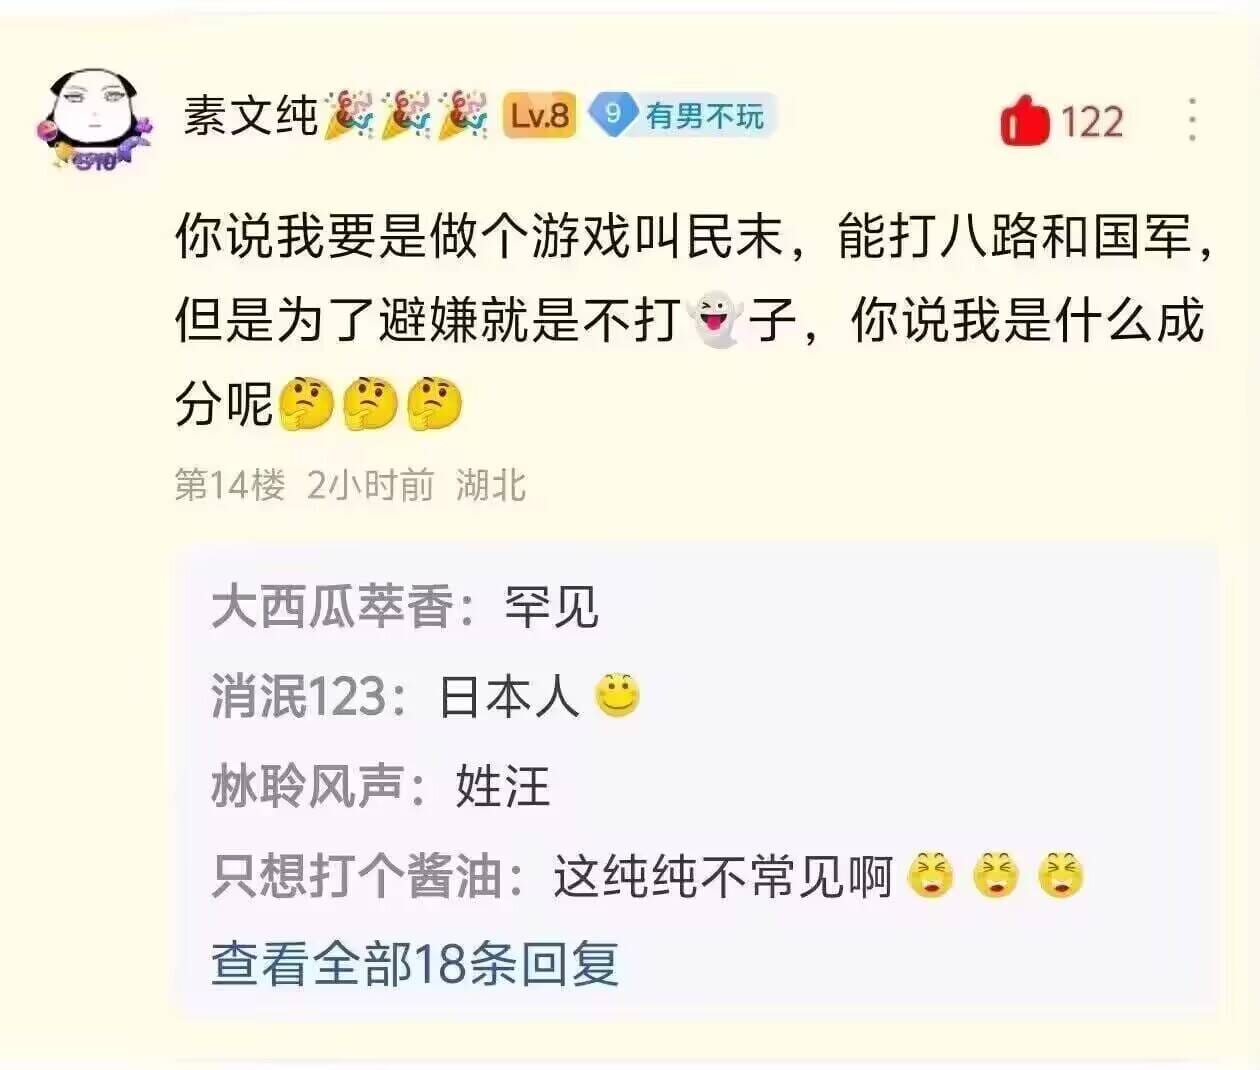 素文纯🎉🎉🎉 Lv.8 9 有男不玩 122
你说我要是做个游戏叫民末，能打八路和国军，
但是为了避嫌就是不打👻子，你说我是什么成
分呢🤔🤔🤔
第14楼 2小时前 湖北
大西瓜萃香：罕见
消泯123：日本人
沝聆风声：姓汪
只想打个酱油：这纯纯不常见啊
查看全部18条回复